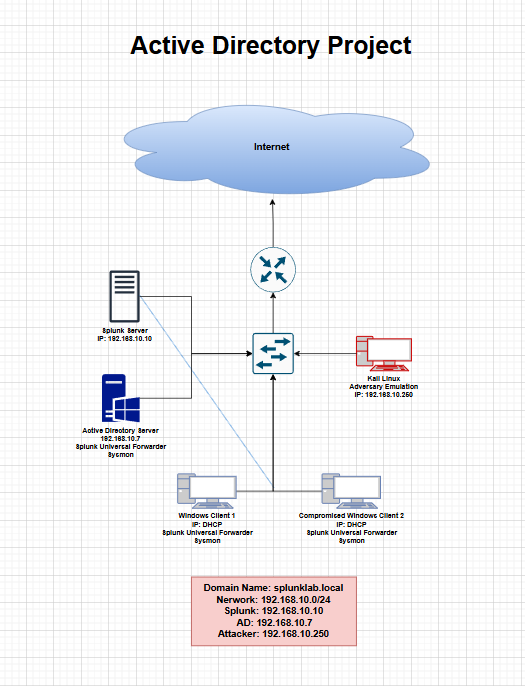 Active Directory Project
Internet
Splunk Server
IP: 192.168.10.10
Kali Linux
Adversary Emulation
IP: 192.168.10.250
Active Directory Server
192.168.10.7
Splunk Universal Forwarder
Sysmon
Windows Client 1
IP: DHCP
Splunk Universal Forwarder
Sysmon
Compromised Windows Client 2
IP: DHCP
Splunk Universal Forwarder
Sysmon
Domain Name: splunklab.local
Nerwork: 192.168.10.0/24
Splunk: 192.168.10.10
AD: 192.168.10.7
Attacker: 192.168.10.250